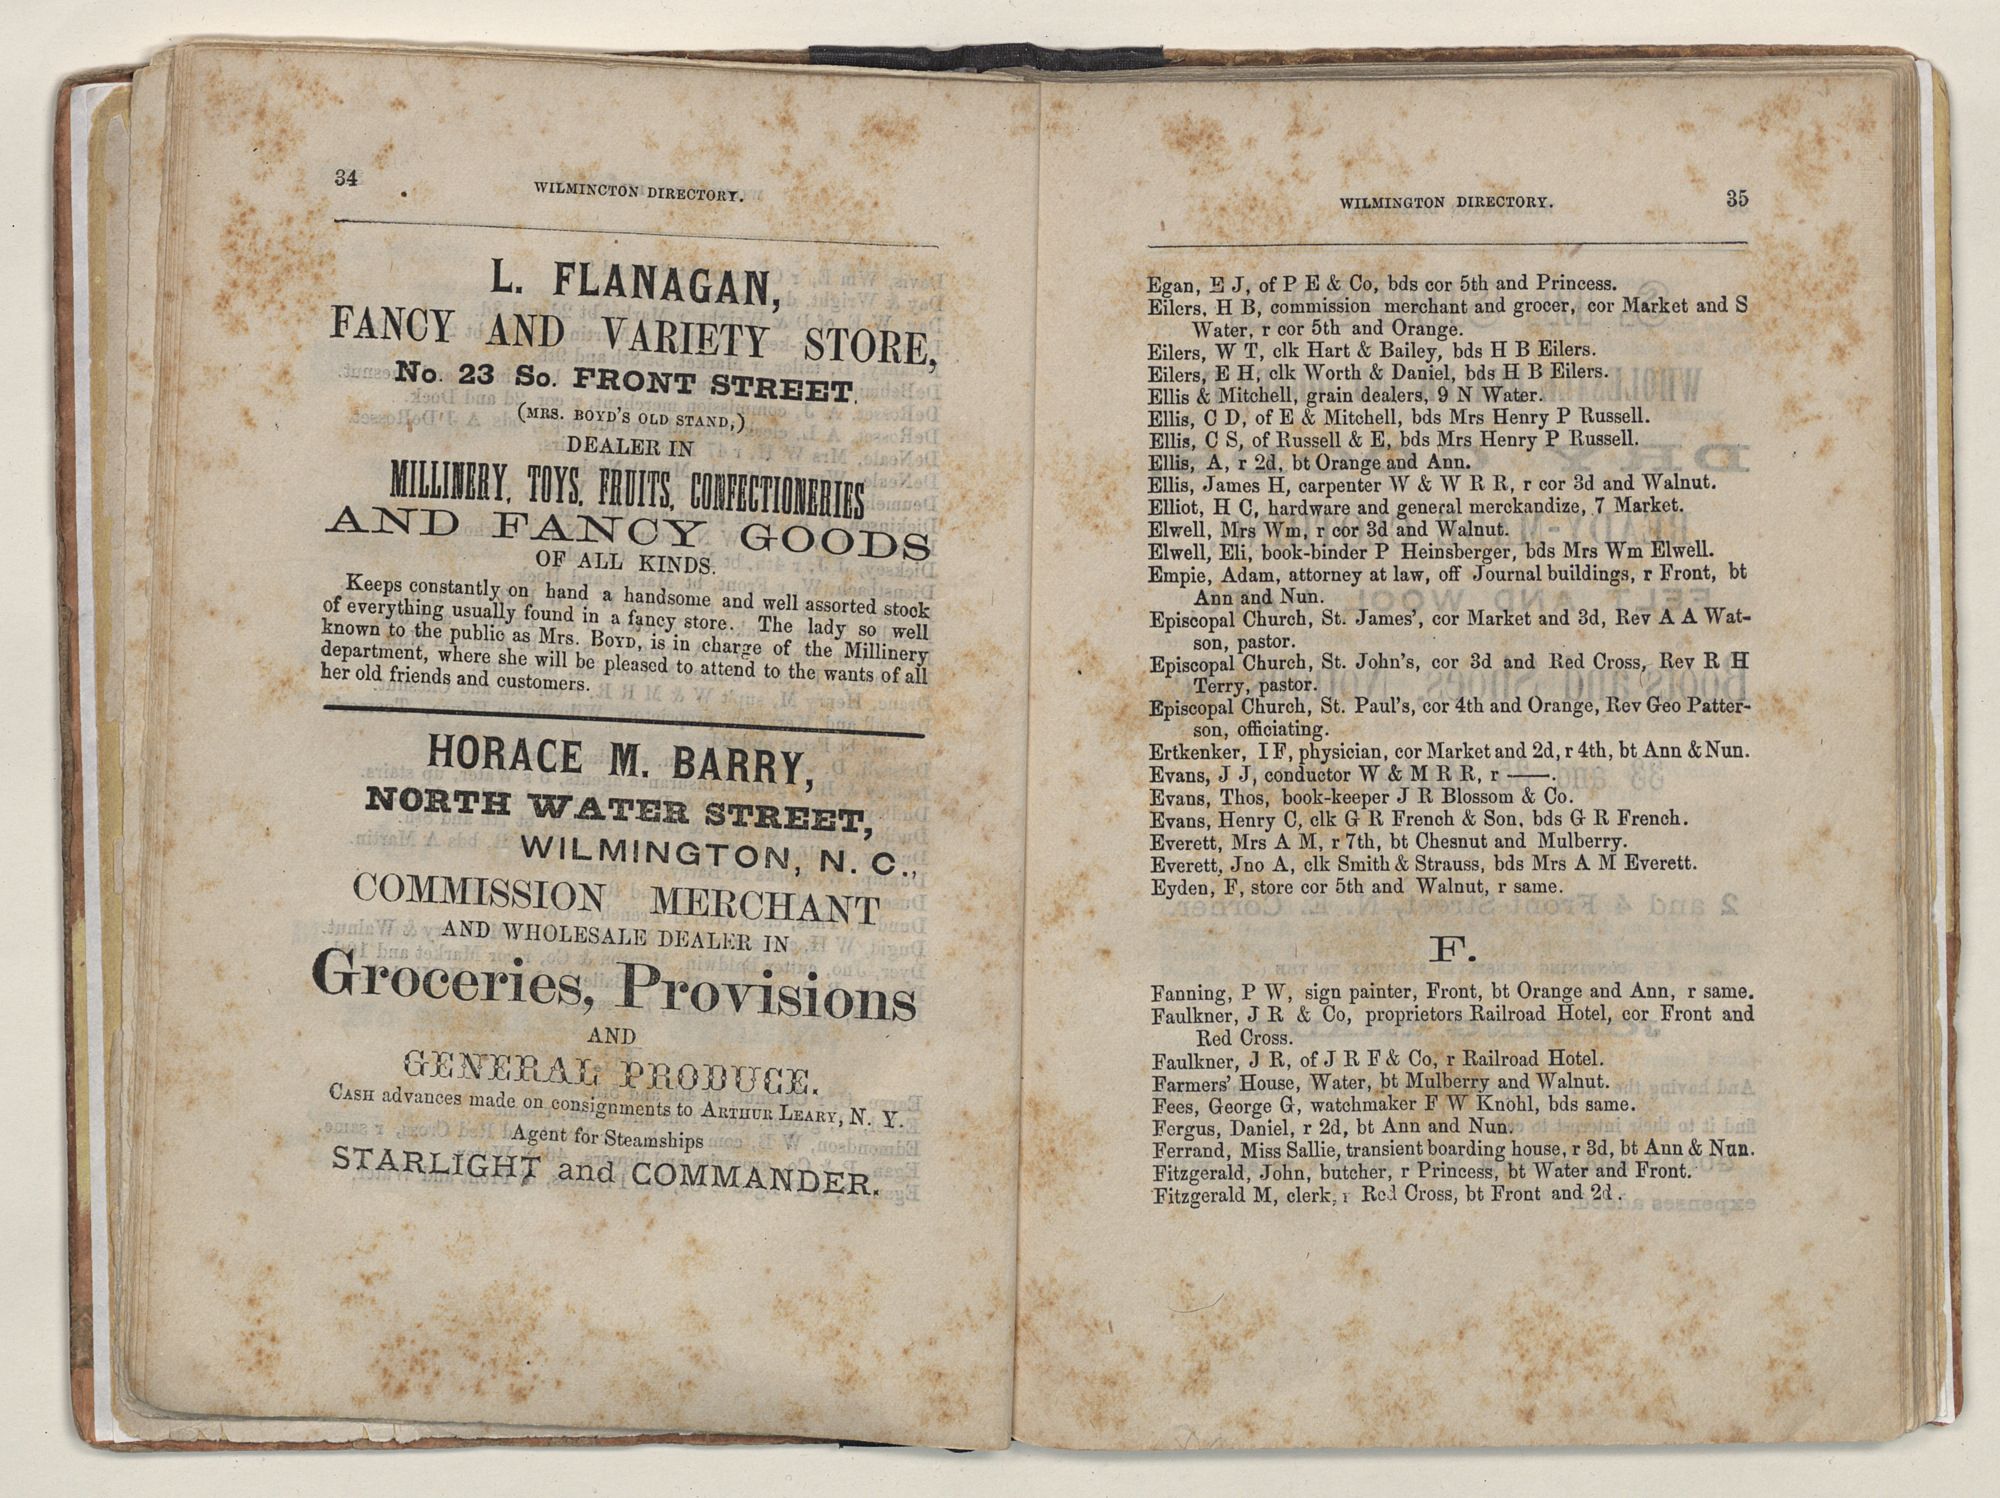 34
WILMINGTON DIRECTORY.
L. FLANAGAN,
FANCY AND VARIETY STORE,
No. 23 So. FRONT STREET.
(MRS. BOYD'S OLD STAND,)
DEALER IN
MILLINERY, TOYS, FRUITS, CONFECTIONERIES
AND FANCY GOODS
OF ALL KINDS.
Keeps constantly on hand a handsome and well assorted stock
of everything usually found in a fancy store. The lady so well
known to the public as Mrs. BOYD, is in charge of the Millinery
department, where she will be pleased to attend to the wants of all
her old friends and customers.
HORACE M. BARRY,
NORTH WATER STREET,
WILMINGTON, N. C.,
COMMISSION MERCHANT
AND WHOLESALE DEALER IN
Groceries, Provisions
AND
GENERAL PRODUCE.
CASH advances made on consignments to ARTHUR LEARY, N. Y.
Agent for Steamships
STARLIGHT and COMMANDER.
WILMINGTON DIRECTORY. 35
Egan, E J, of P E & Co, bds cor 5th and Princess.
Eilers, H B, commission merchant and grocer, cor Market and S
Water, r cor 5th and Orange.
Eilers, W T, clk Hart & Bailey, bds H B Eilers.
Eilers, E H, clk Worth & Daniel, bds H B Eilers.
Ellis & Mitchell, grain dealers, 9 N Water.
Ellis, C D, of E & Mitchell, bds Mrs Henry P Russell.
Ellis, C S, of Russell & E, bds Mrs Henry P Russell.
Ellis, A, r 2d, bt Orange and Ann.
Ellis, James H, carpenter W & W R R, r cor 3d and Walnut.
Elliot, H C, hardware and general merckandize, 7 Market.
Elwell, Mrs Wm, r cor 3d and Walnut.
Elwell, Eli, book-binder P Heinsberger, bds Mrs Wm Elwell.
Empie, Adam, attorney at law, off Journal buildings, r Front, bt
Ann and Nun.
Episcopal Church, St. James', cor Market and 3d, Rev A A Wat-
son, pastor.
Episcopal Church, St. John's, cor 3d and Red Cross, Rev R H
Terry, pastor.
Episcopal Church, St. Paul's, cor 4th and Orange, Rev Geo Patter-
son, officiating.
Ertkenker, I F, physician, cor Market and 2d, r 4th, bt Ann & Nun.
Evans, J J, conductor W & M R R, r ——.
Evans, Thos, book-keeper J R Blossom & Co.
Evans, Henry C, clk G R French & Son, bds G R French.
Everett, Mrs A M, r 7th, bt Chesnut and Mulberry.
Everett, Jno A, clk Smith & Strauss, bds Mrs A M Everett.
Eyden, F, store cor 5th and Walnut, r same.
F.
Fanning, P W, sign painter, Front, bt Orange and Ann, r same.
Faulkner, J R & Co, proprietors Railroad Hotel, cor Front and
Red Cross.
Faulkner, J R, of J R F & Co, r Railroad Hotel.
Farmers' House, Water, bt Mulberry and Walnut.
Fees, George G, watchmaker F W Knohl, bds same.
Fergus, Daniel, r 2d, bt Ann and Nun.
Ferrand, Miss Sallie, transient boarding house, r 3d, bt Ann & Nun.
Fitzgerald, John, butcher, r Princess, bt Water and Front.
Fitzgerald M, clerk, r Red Cross, bt Front and 2d.